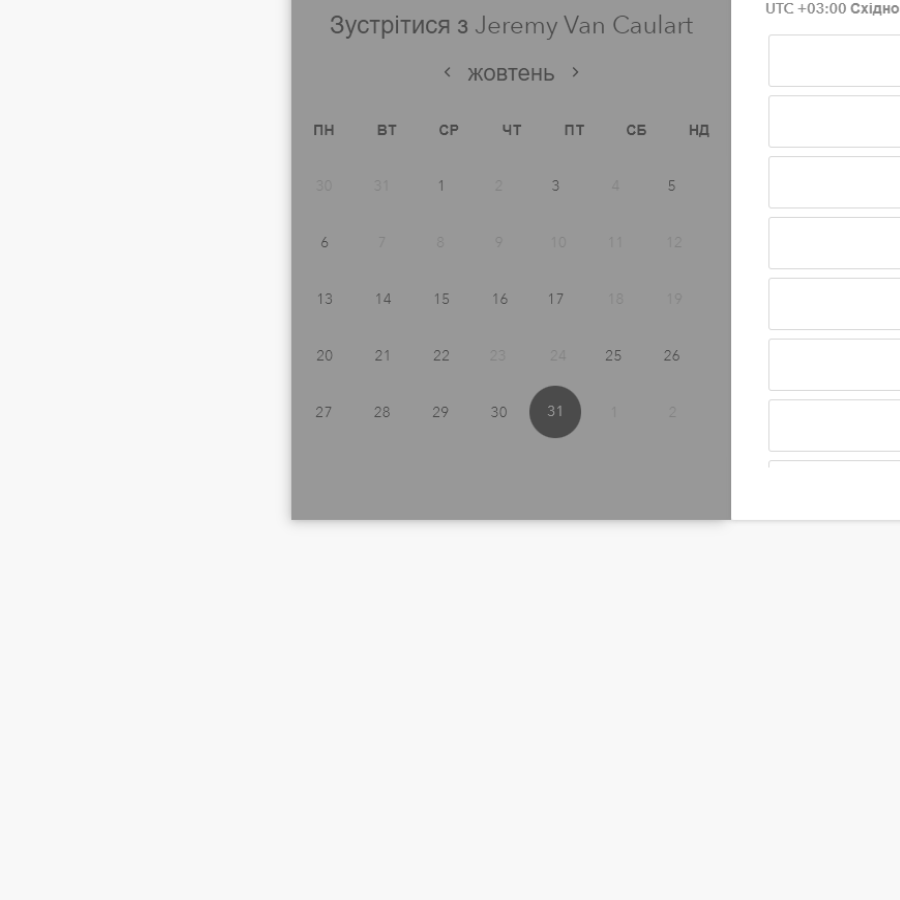 Зустрітися з Jeremy Van Caulart
жовтень
ПН ВТ СР ЧТ ПТ СБ НД
30 31 1 2 3 4 5
6 7 8 9 10 11 12
13 14 15 16 17 18 19
20 21 22 23 24 25 26
27 28 29 30 31 1 2
UTC +03:00 Східно